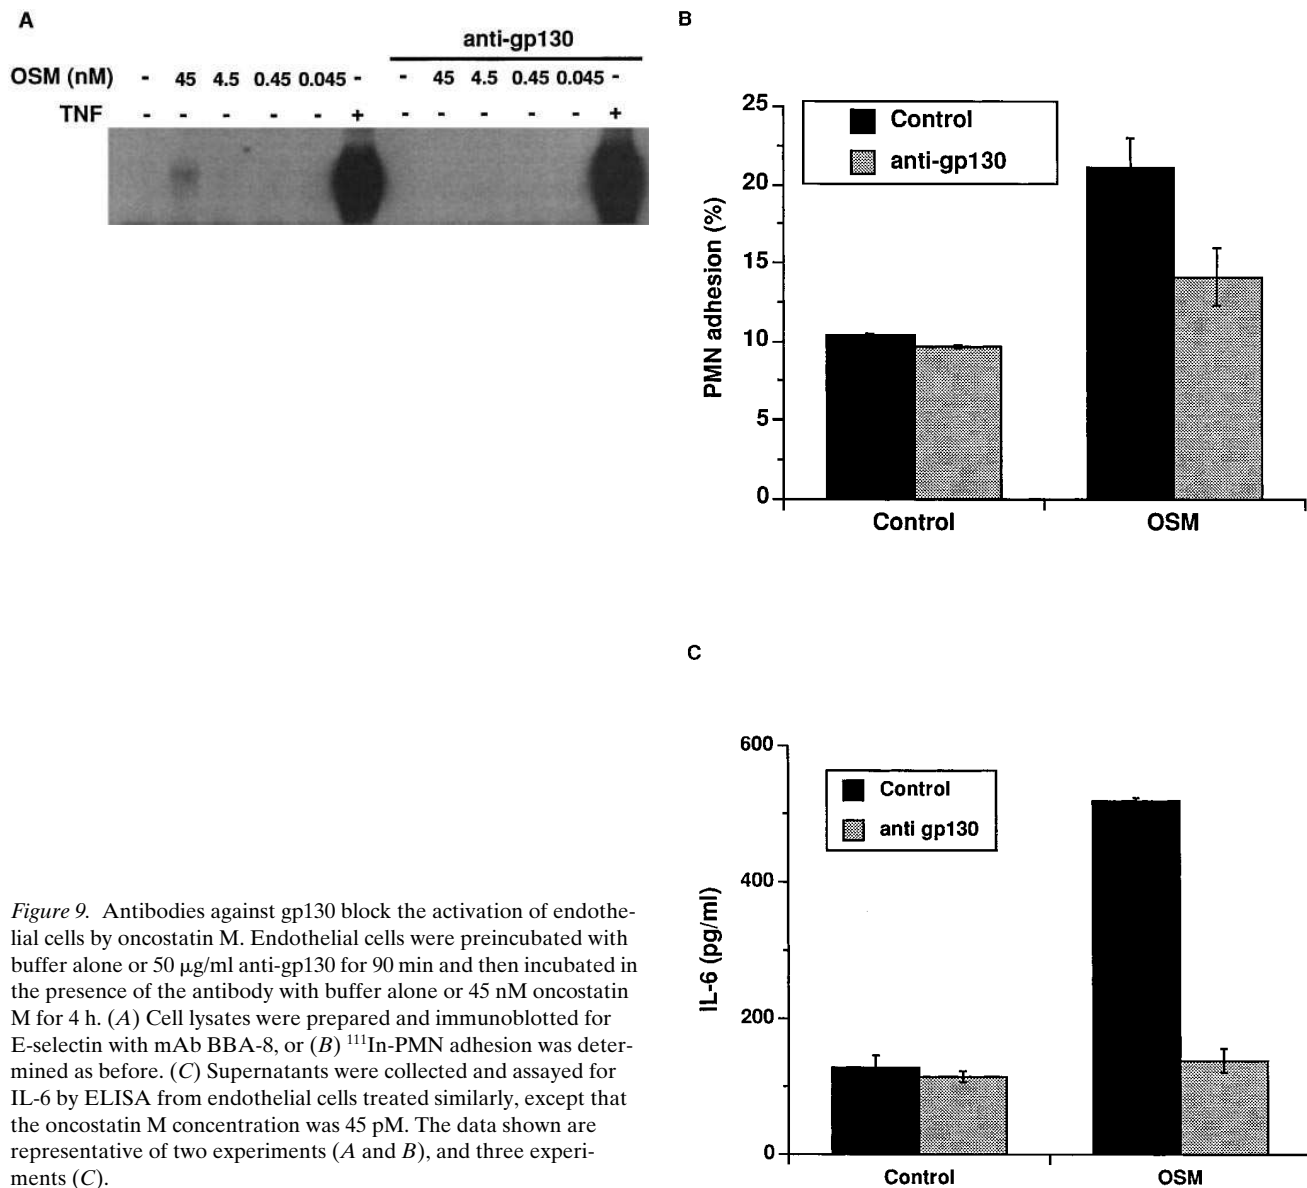 A
anti-gp130
OSM (nM) - 45 4.5 0.45 0.045 - - 45 4.5 0.45 0.045 -
TNF - - - - - + - - - - - +
B
25
20
15
10
5
0
PMN adhesion (%)
Control
anti-gp130
Control OSM
C
600
400
200
0
IL-6 (pg/ml)
Control
anti gp130
Control OSM
Figure 9. Antibodies against gp130 block the activation of endothe-
lial cells by oncostatin M. Endothelial cells were preincubated with
buffer alone or 50 μg/ml anti-gp130 for 90 min and then incubated in
the presence of the antibody with buffer alone or 45 nM oncostatin
M for 4 h. (A) Cell lysates were prepared and immunoblotted for
E-selectin with mAb BBA-8, or (B) ¹¹¹In-PMN adhesion was deter-
mined as before. (C) Supernatants were collected and assayed for
IL-6 by ELISA from endothelial cells treated similarly, except that
the oncostatin M concentration was 45 pM. The data shown are
representative of two experiments (A and B), and three experi-
ments (C).